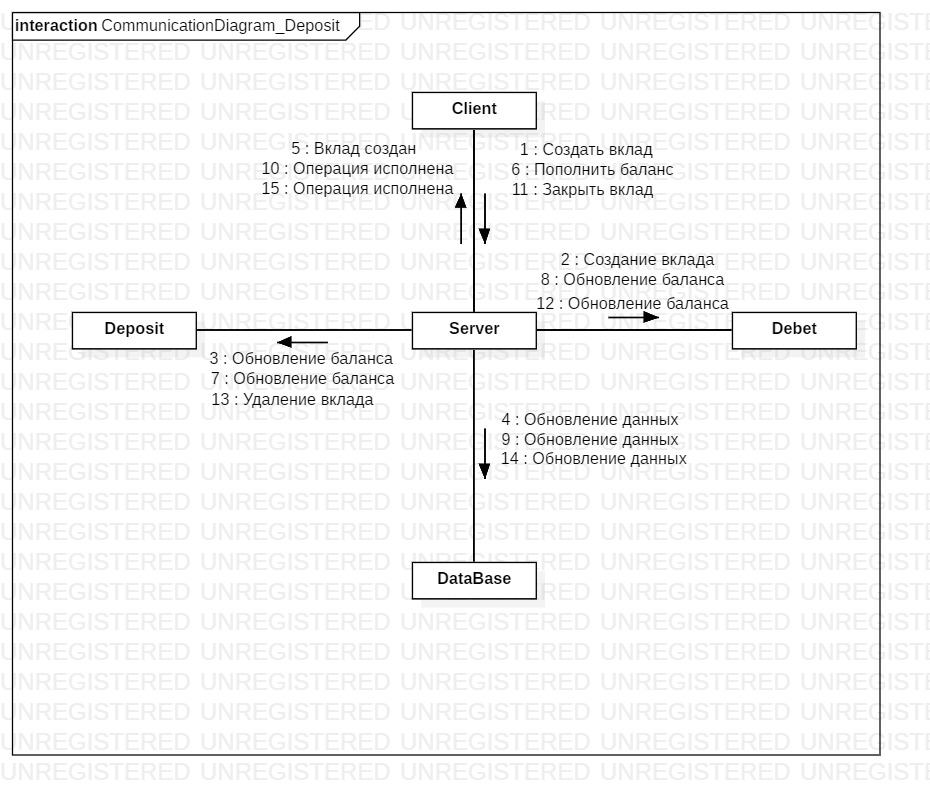 interaction CommunicationDiagram_Deposit
Client
5 : Вклад создан
10 : Операция исполнена
15 : Операция исполнена
1 : Создать вклад
6 : Пополнить баланс
11 : Закрыть вклад
2 : Создание вклада
8 : Обновление баланса
12 : Обновление баланса
Deposit
Server
Debet
3 : Обновление баланса
7 : Обновление баланса
13 : Удаление вклада
4 : Обновление данных
9 : Обновление данных
14 : Обновление данных
DataBase
UNREGISTERED